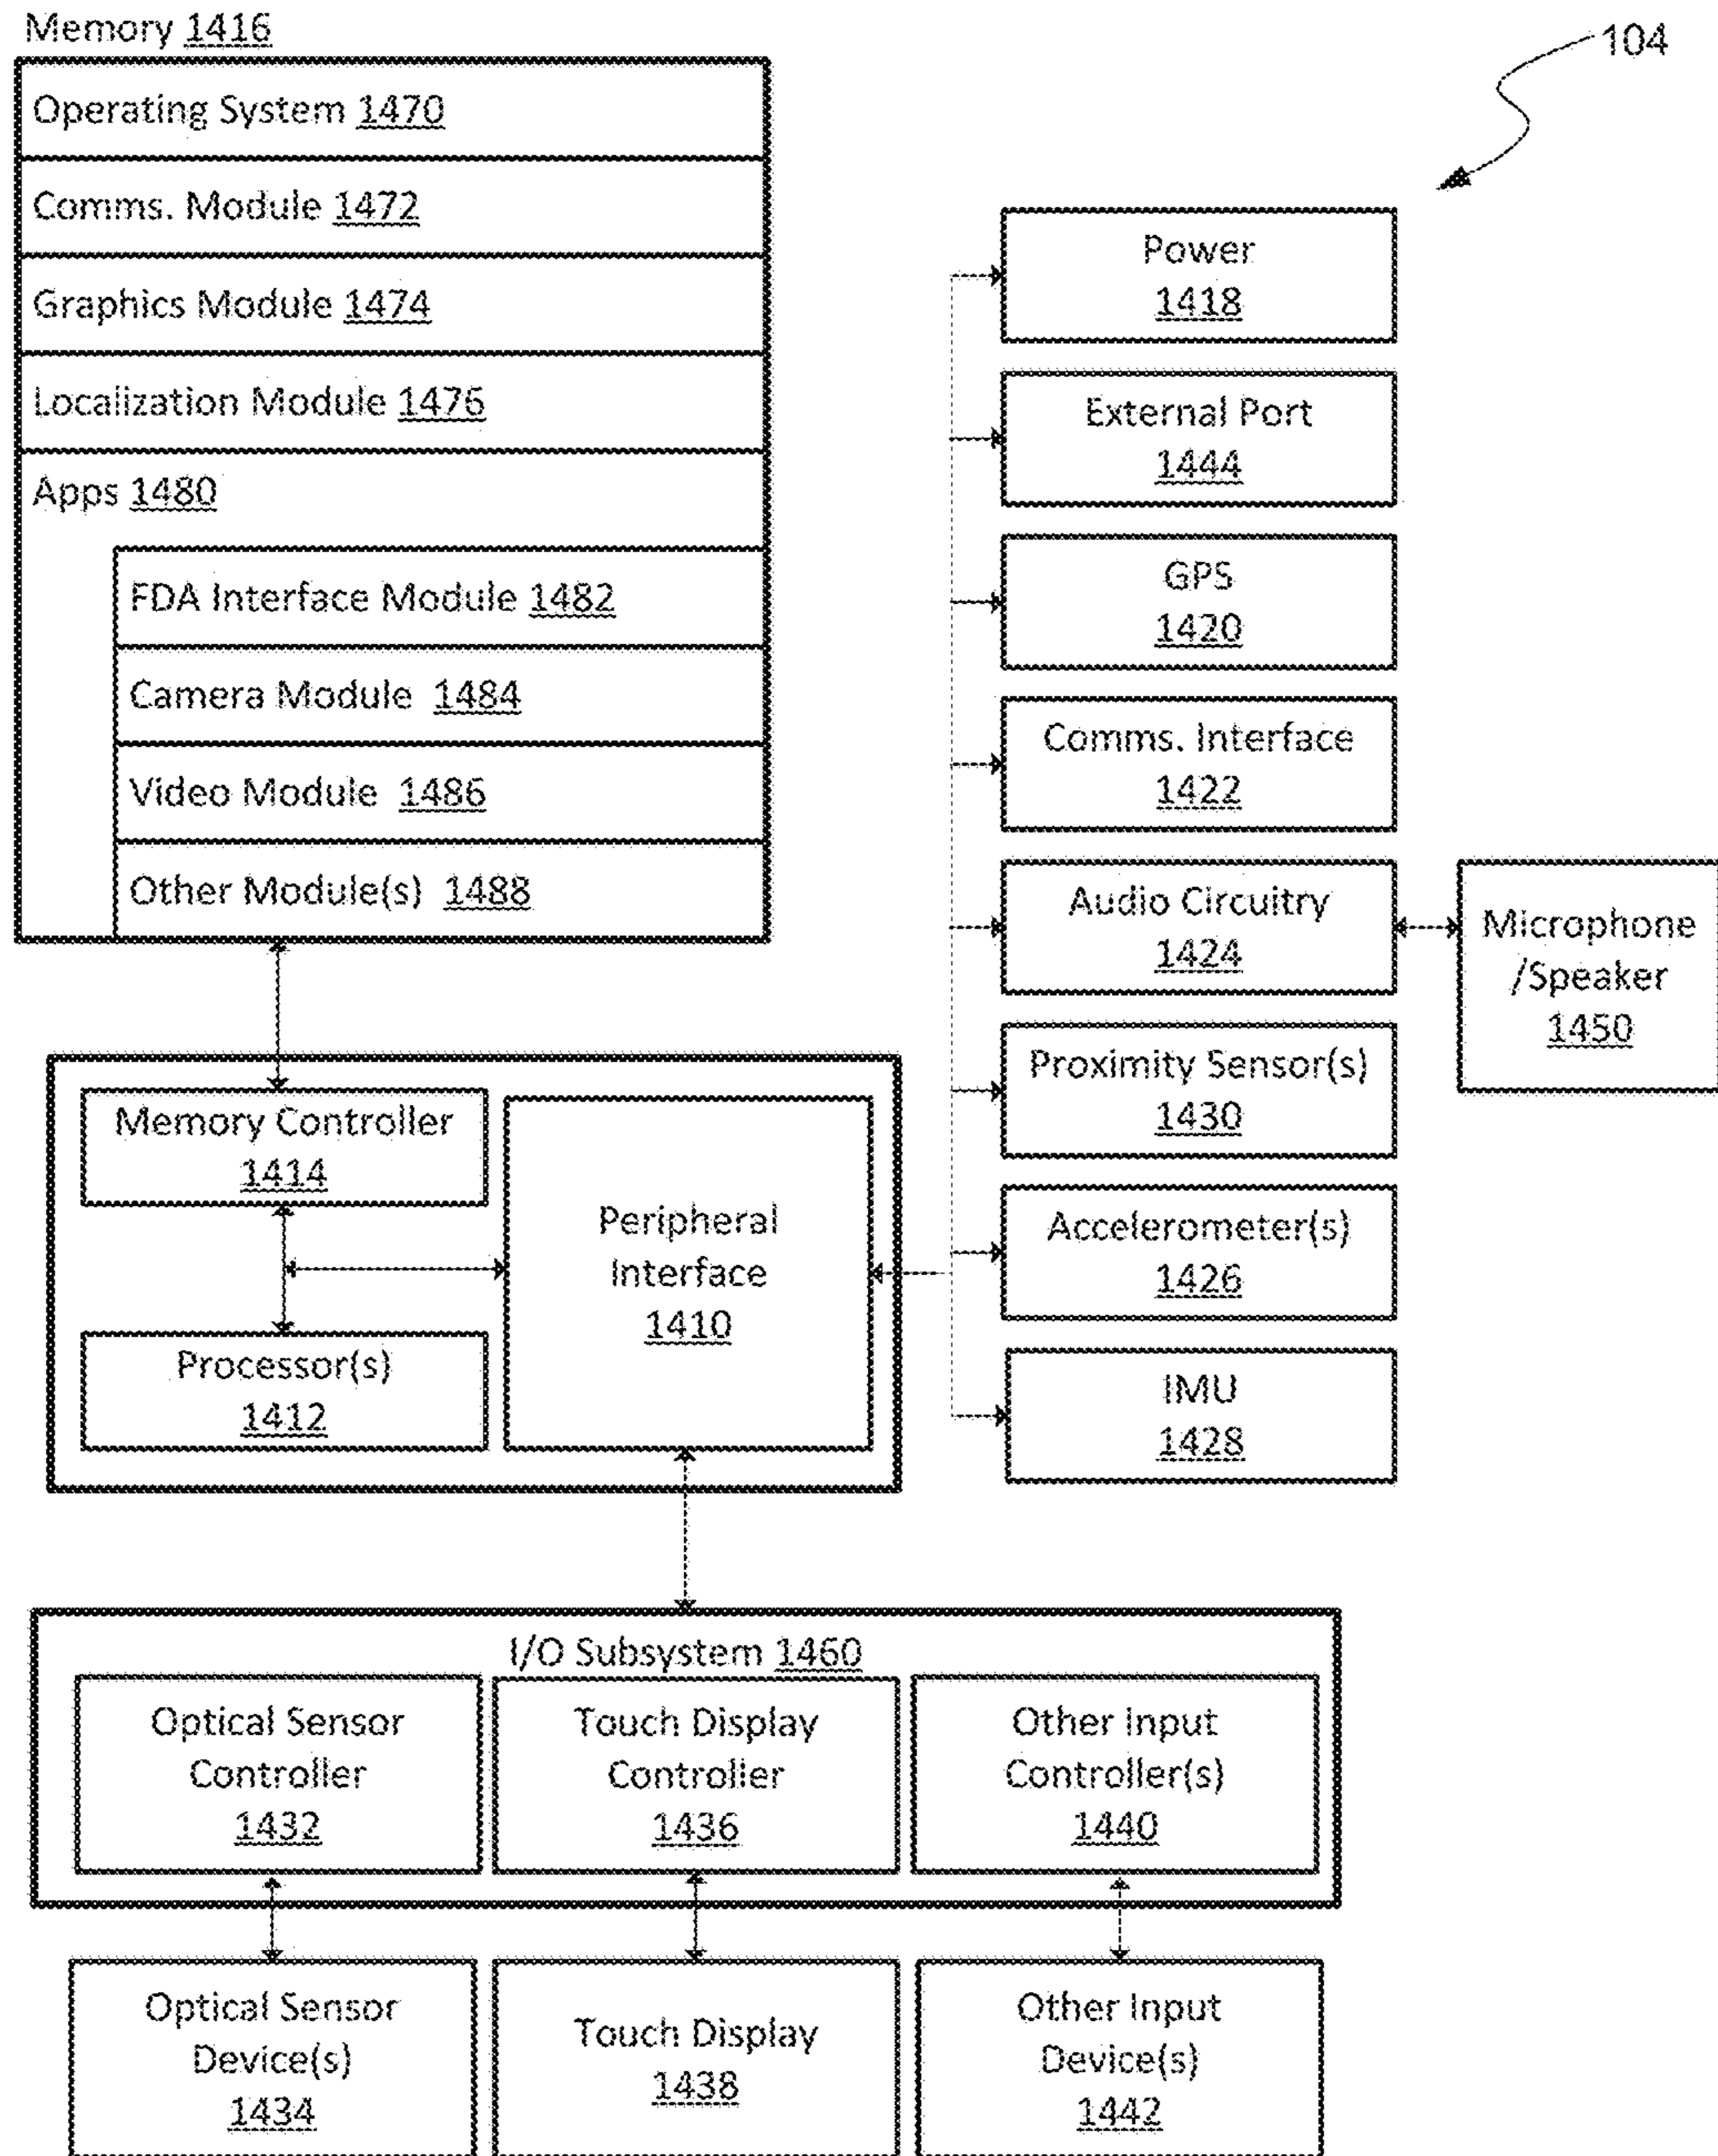 Memory 1416
104
Operating System 1470
Comms. Module 1472
Graphics Module 1474
Localization Module 1476
Apps 1480
FDA Interface Module 1482
Camera Module 1484
Video Module 1486
Other Module(s) 1488
Power
1418
External Port
1444
GPS
1420
Comms. Interface
1422
Audio Circuitry
1424
Microphone
/Speaker
1450
Proximity Sensor(s)
1430
Accelerometer(s)
1426
IMU
1428
Memory Controller
1414
Processor(s)
1412
Peripheral
Interface
1410
I/O Subsystem 1460
Optical Sensor
Controller
1432
Touch Display
Controller
1436
Other Input
Controller(s)
1440
Optical Sensor
Device(s)
1434
Touch Display
1438
Other Input
Device(s)
1442